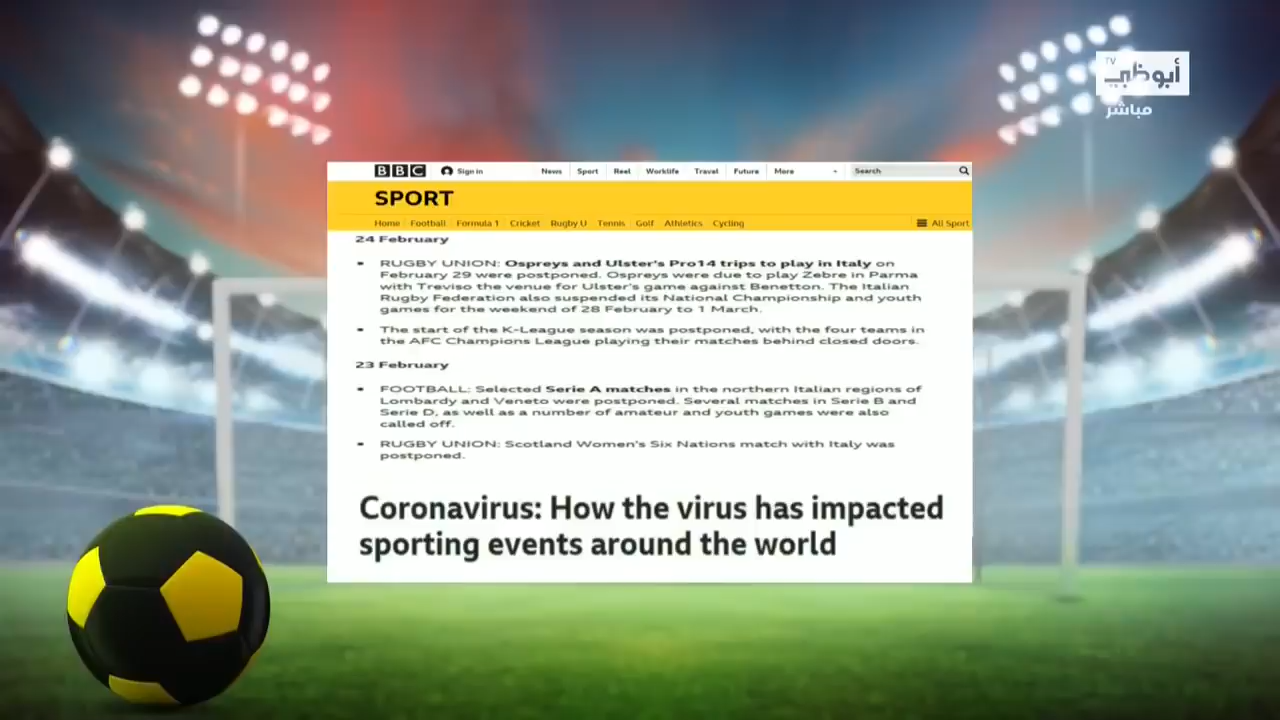 TV
أبوظبي
مباشر
BBC Sign in News Sport Reel Worklife Travel Future More Search
SPORT
Home Football Formula 1 Cricket Rugby U Tennis Golf Athletics Cycling All Sport
24 February
RUGBY UNION: Ospreys and Ulster's Pro14 trips to play in Italy on
February 29 were postponed. Ospreys were due to play Zebre in Parma
with Treviso the venue for Ulster's game against Benetton. The Italian
Rugby Federation also suspended its National Championship and youth
games for the weekend of 28 February to 1 March.
The start of the K-League season was postponed, with the four teams in
the AFC Champions League playing their matches behind closed doors.
23 February
FOOTBALL: Selected Serie A matches in the northern Italian regions of
Lombardy and Veneto were postponed. Several matches in Serie B and
Serie D, as well as a number of amateur and youth games were also
called off.
RUGBY UNION: Scotland Women's Six Nations match with Italy was
postponed.
Coronavirus: How the virus has impacted
sporting events around the world